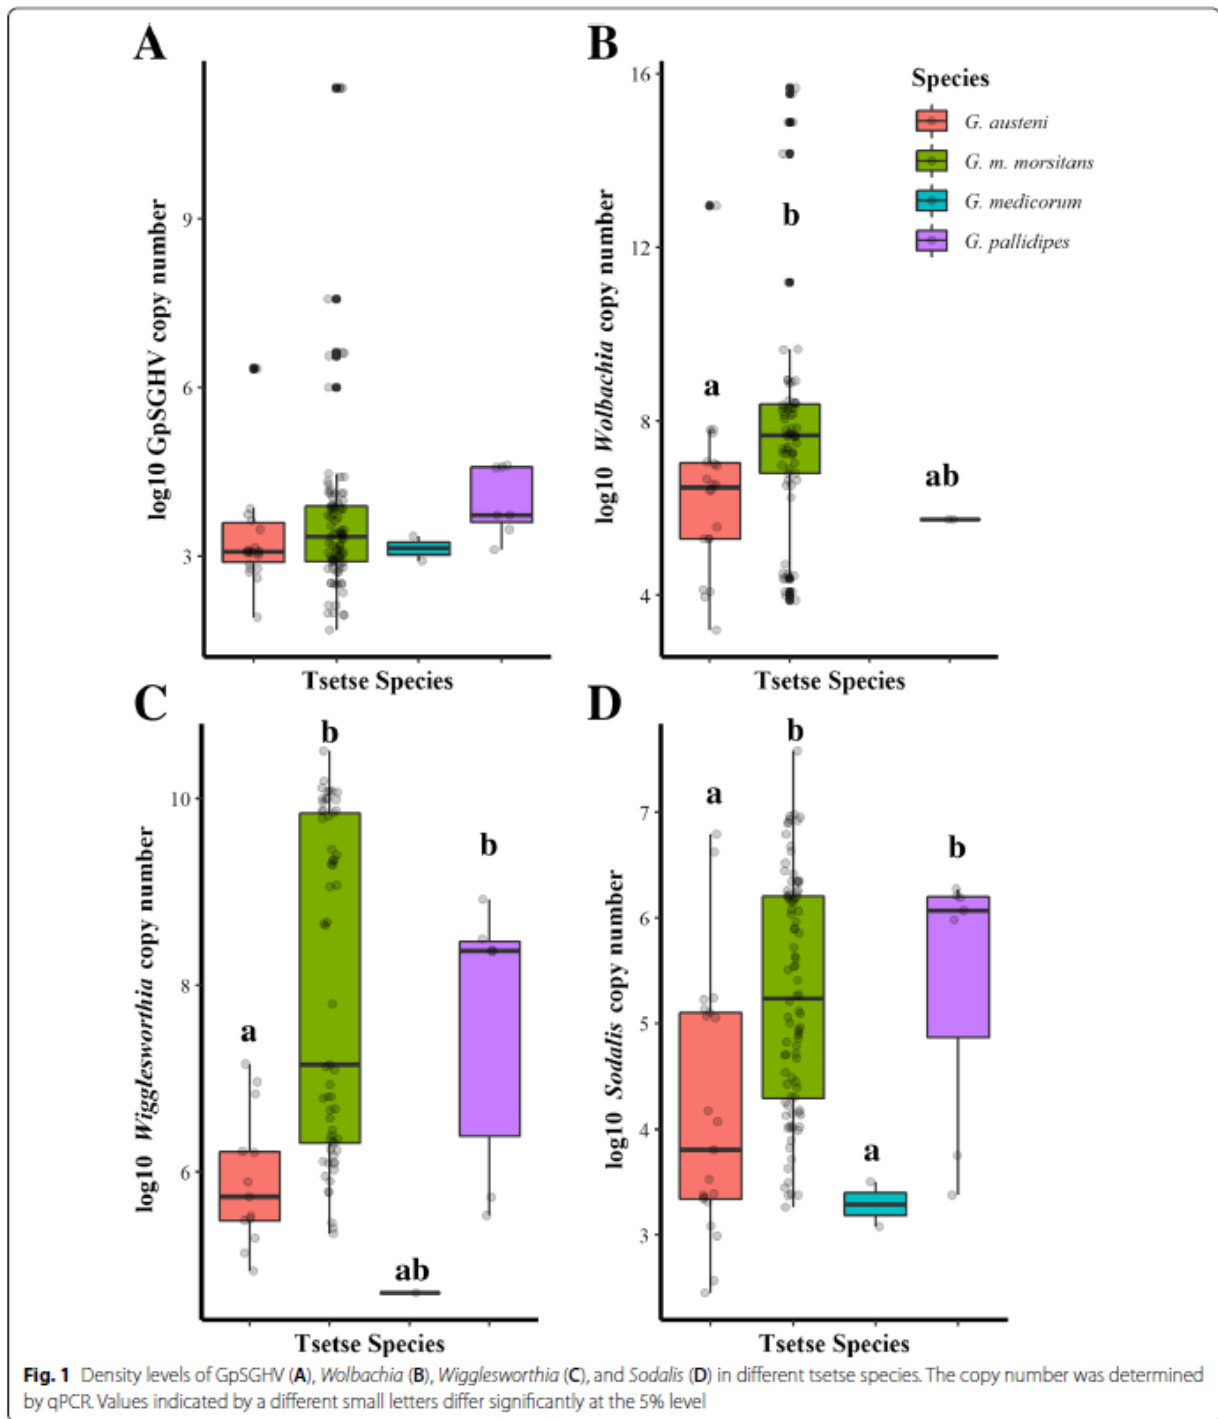 A
log10 GpSGHV copy number
9
6
3
Tsetse Species
B
log10 Wolbachia copy number
16
12
8
4
a
b
ab
Tsetse Species
Species
G. austeni
G. m. morsitans
G. medicorum
G. pallidipes
C
log10 Wigglesworthia copy number
10
8
6
a
b
ab
b
Tsetse Species
D
log10 Sodalis copy number
7
6
5
4
3
a
b
a
b
Tsetse Species
Fig. 1 Density levels of GpSGHV (A), Wolbachia (B), Wigglesworthia (C), and Sodalis (D) in different tsetse species. The copy number was determined
by qPCR. Values indicated by a different small letters differ significantly at the 5% level